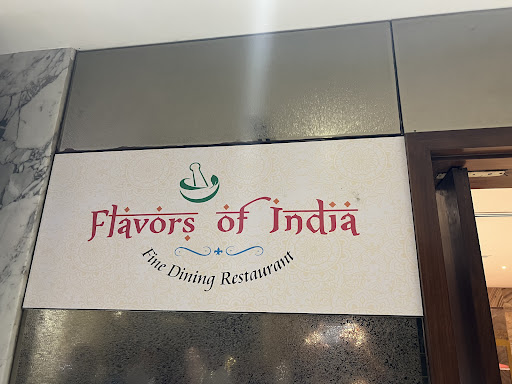 Flavors of India
Fine Dining Restaurant